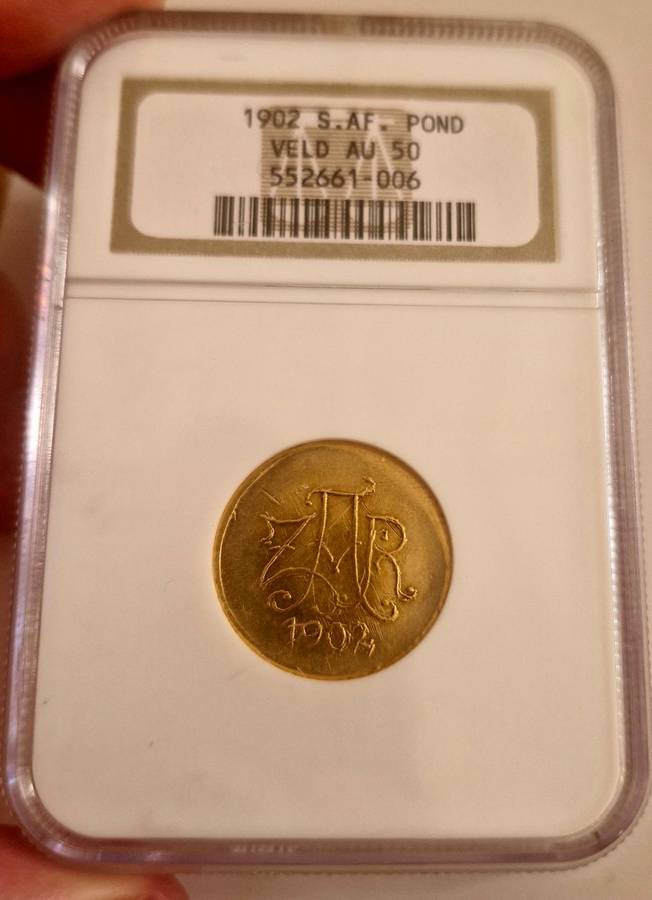 1902 S.AF. POND
VELD AU 50
552661-006
ZAR
1902